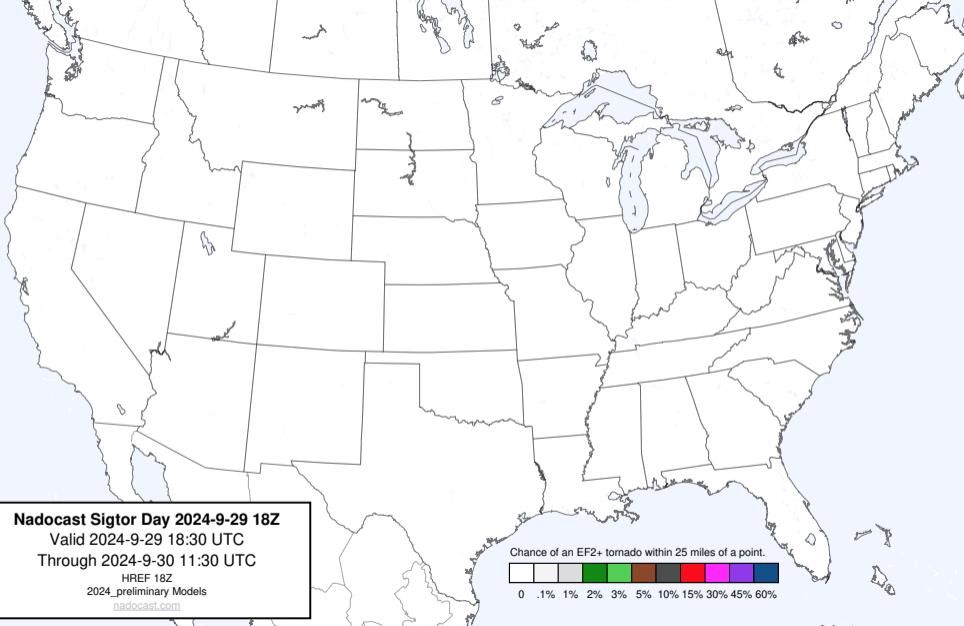 Nadocast Sigtor Day 2024-9-29 18Z
Valid 2024-9-29 18:30 UTC
Through 2024-9-30 11:30 UTC
HREF 18Z
2024_preliminary Models
nadocast.com
Chance of an EF2+ tornado within 25 miles of a point.
0 .1% 1% 2% 3% 5% 10% 15% 30% 45% 60%